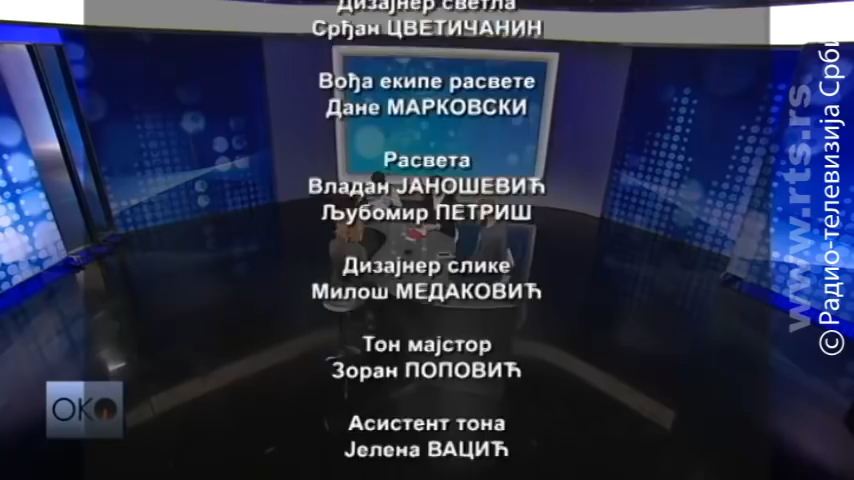 Дизајнер светла
Срђан ЦВЕТИЧАНИН
Вођа екипе расвете
Дане МАРКОВСКИ
Расвета
Владан ЈАНОШЕВИЋ
Љубомир ПЕТРИШ
Дизајнер слике
Милош МЕДАКОВИЋ
Тон мајстор
Зоран ПОПОВИЋ
Асистент тона
Јелена ВАЦИЋ
ОКО
www.rts.rs
© Радио-телевизија Срби